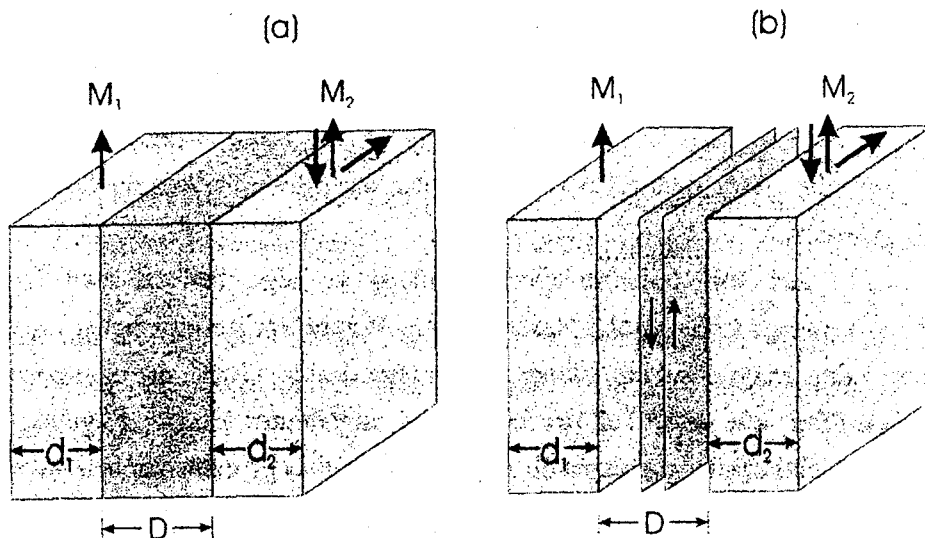 (a) (b)
M₁ M₂ M₁ M₂
d₁ d₂ d₁ d₂
D D